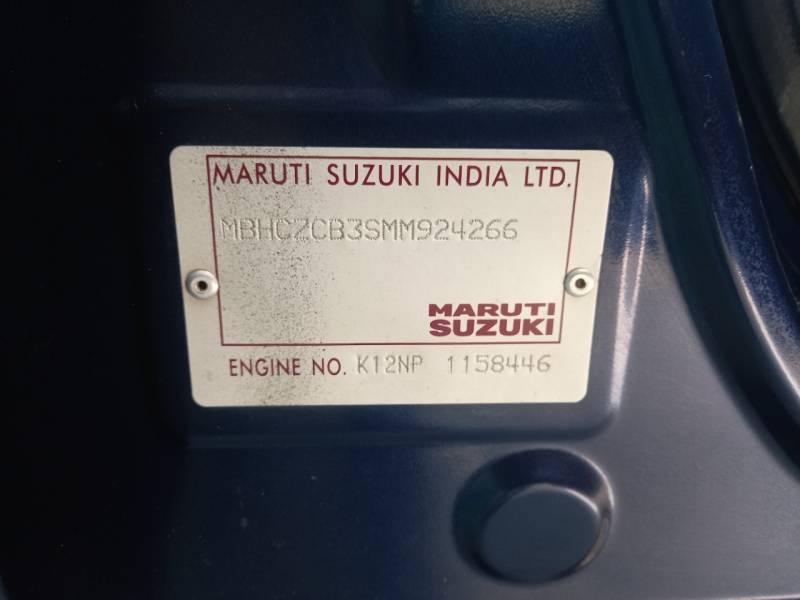 MARUTI SUZUKI INDIA LTD.
MBHCZCB3SMM924266
MARUTI
SUZUKI
ENGINE NO. K12NP 1158446